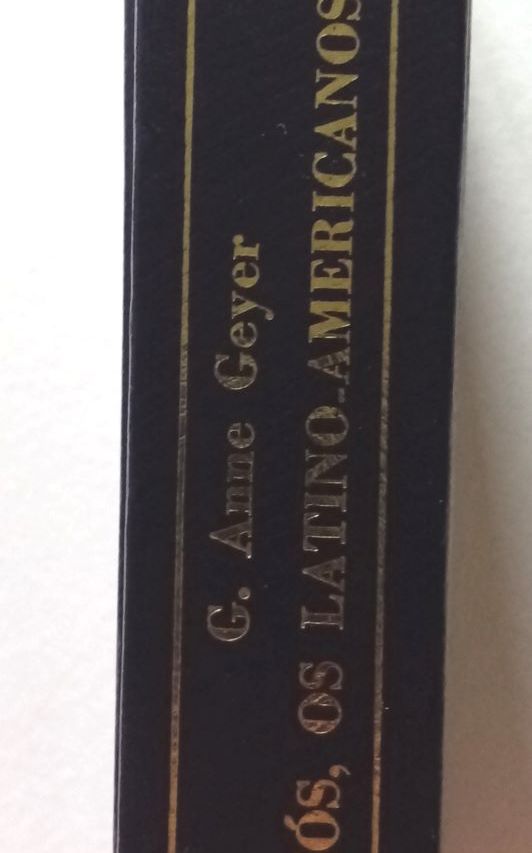 G. Anne Geyer
ós, OS LATINO-AMERICANOS